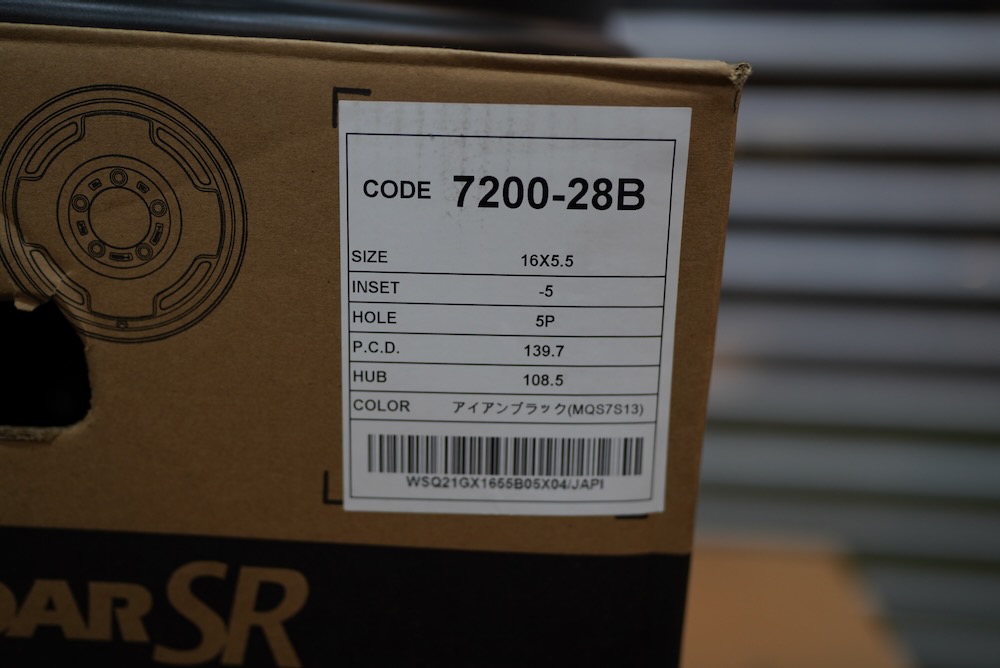 CODE 7200-28B
SIZE 16X5.5
INSET -5
HOLE 5P
P.C.D. 139.7
HUB 108.5
COLOR アイアンブラック(MQS7S13)
WSQ21GX1655B05X04/JAPI
SR